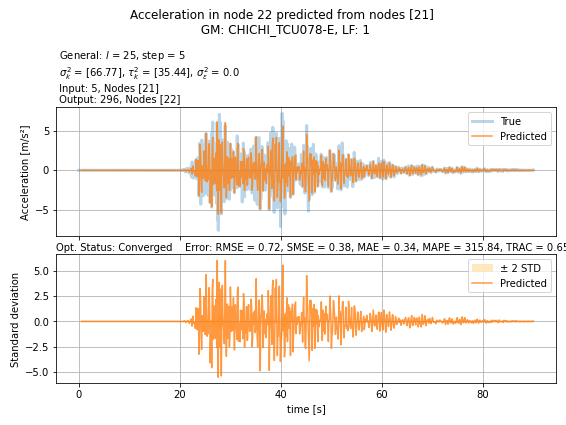 Acceleration in node 22 predicted from nodes [21]
GM: CHICHI_TCU078-E, LF: 1
General: l = 25, step = 5
σ²ₖ = [66.77], τ²ₖ = [35.44], σ²ε = 0.0
Input: 5, Nodes [21]
Output: 296, Nodes [22]
Acceleration [m/s²]
5
0
−5
True
Predicted
Opt. Status: Converged Error: RMSE = 0.72, SMSE = 0.38, MAE = 0.34, MAPE = 315.84, TRAC = 0.65
Standard deviation
5.0
2.5
0.0
−2.5
−5.0
± 2 STD
Predicted
0 20 40 60 80
time [s]